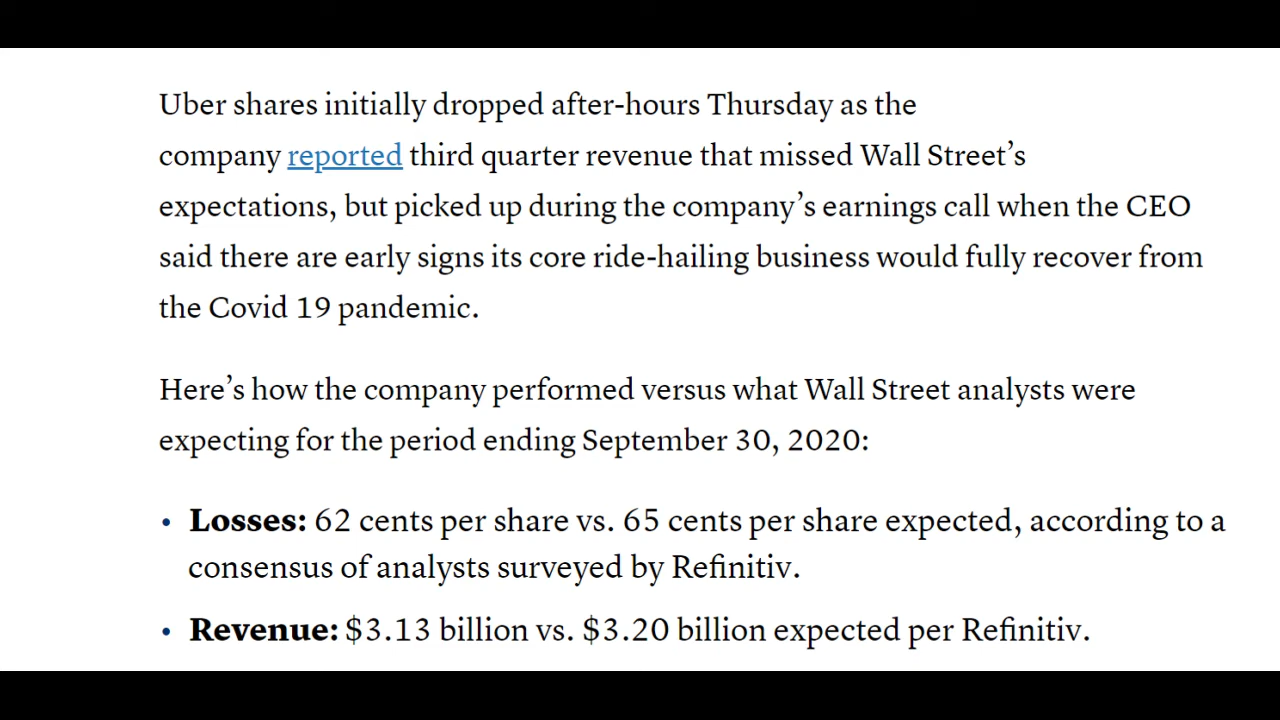 Uber shares initially dropped after-hours Thursday as the
company reported third quarter revenue that missed Wall Street’s
expectations, but picked up during the company’s earnings call when the CEO
said there are early signs its core ride-hailing business would fully recover from
the Covid 19 pandemic.
Here’s how the company performed versus what Wall Street analysts were
expecting for the period ending September 30, 2020:
• Losses: 62 cents per share vs. 65 cents per share expected, according to a
consensus of analysts surveyed by Refinitiv.
• Revenue: $3.13 billion vs. $3.20 billion expected per Refinitiv.